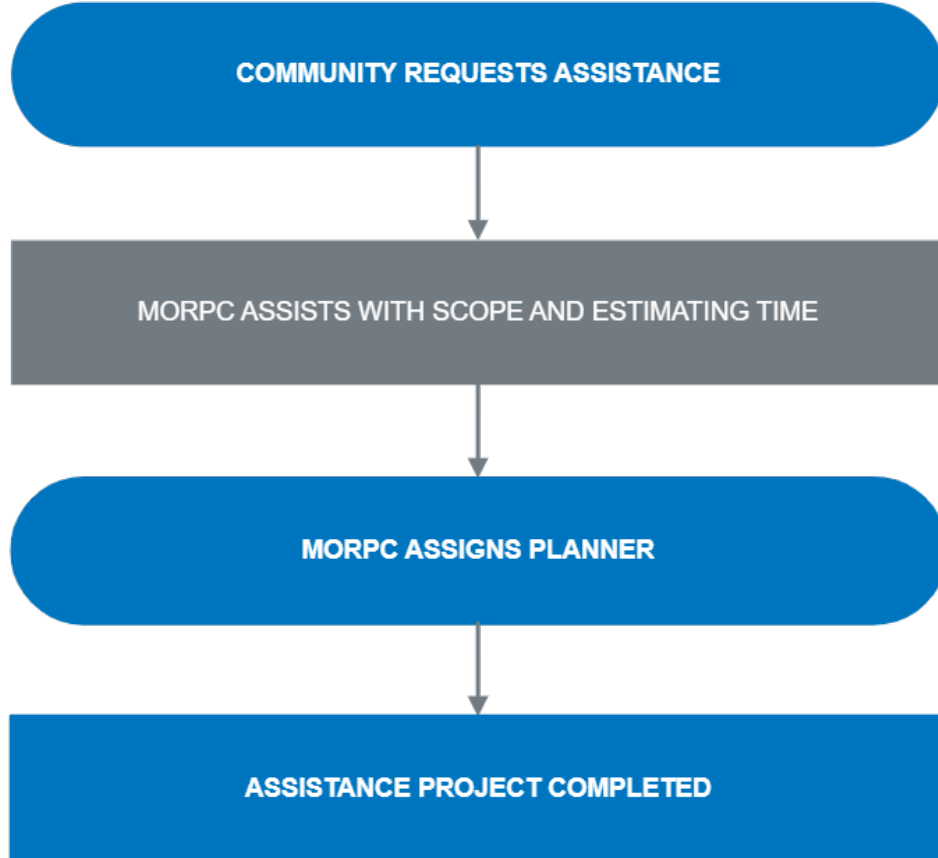 COMMUNITY REQUESTS ASSISTANCE
MORPC ASSISTS WITH SCOPE AND ESTIMATING TIME
MORPC ASSIGNS PLANNER
ASSISTANCE PROJECT COMPLETED